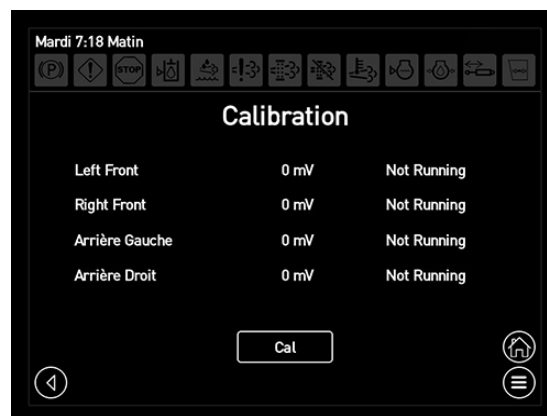 Mardi 7:18 Matin
(P) STOP
Calibration
Left Front 0 mV Not Running
Right Front 0 mV Not Running
Arrière Gauche 0 mV Not Running
Arrière Droit 0 mV Not Running
Cal